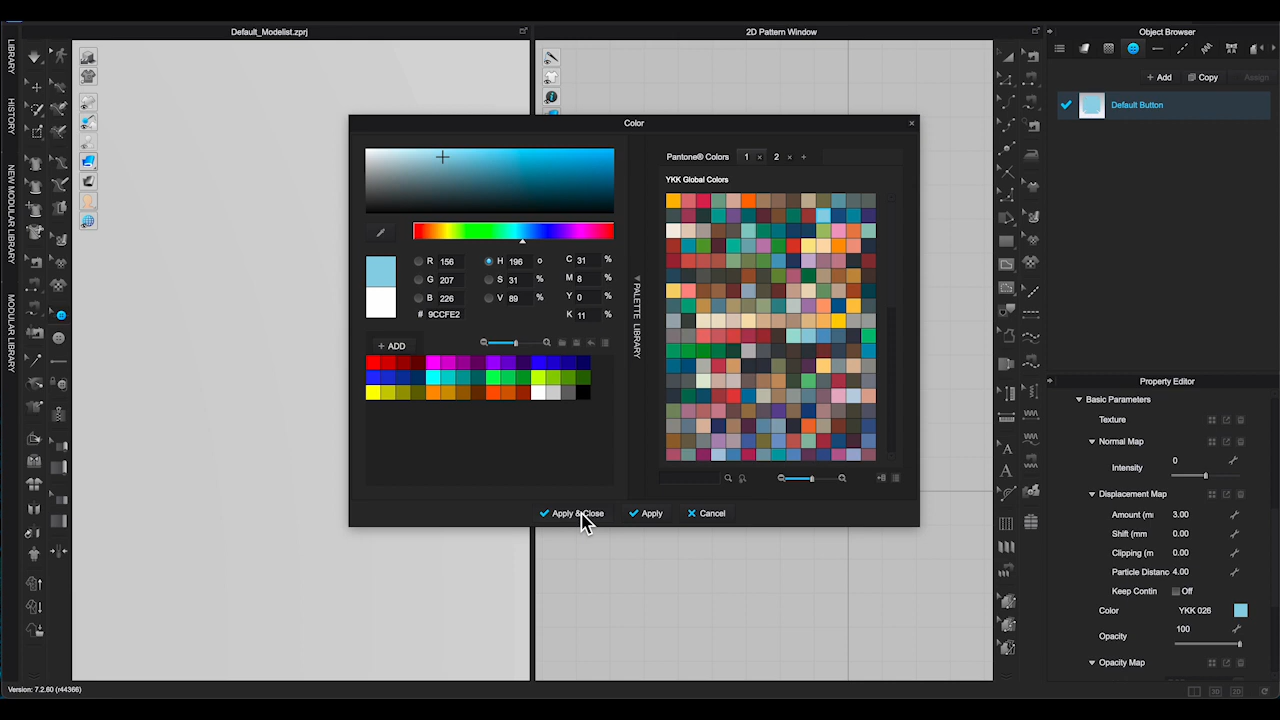 Default_Modelist.zprj
2D Pattern Window
Object Browser
LIBRARY
HISTORY
NEW MODULAR LIBRARY
MODULAR LIBRARY
+ Add
Copy
Assign
Default Button
Color
Pantone® Colors
1 ×
2 ×
+
YKK Global Colors
R 156
H 196 o
C 31 %
G 207
S 31 %
M 8 %
B 226
V 89 %
Y 0 %
# 9CCFE2
K 11 %
+ ADD
PALETTE LIBRARY
Apply & Close
Apply
Cancel
Property Editor
Basic Parameters
Texture
Normal Map
Intensity
0
Displacement Map
Amount (m
3.00
Shift (mm
0.00
Clipping (m
0.00
Particle Distanc 4.00
Keep Contin
Off
Color
YKK 026
Opacity
100
Opacity Map
Version: 7.2.60 (r44366)
3D
2D